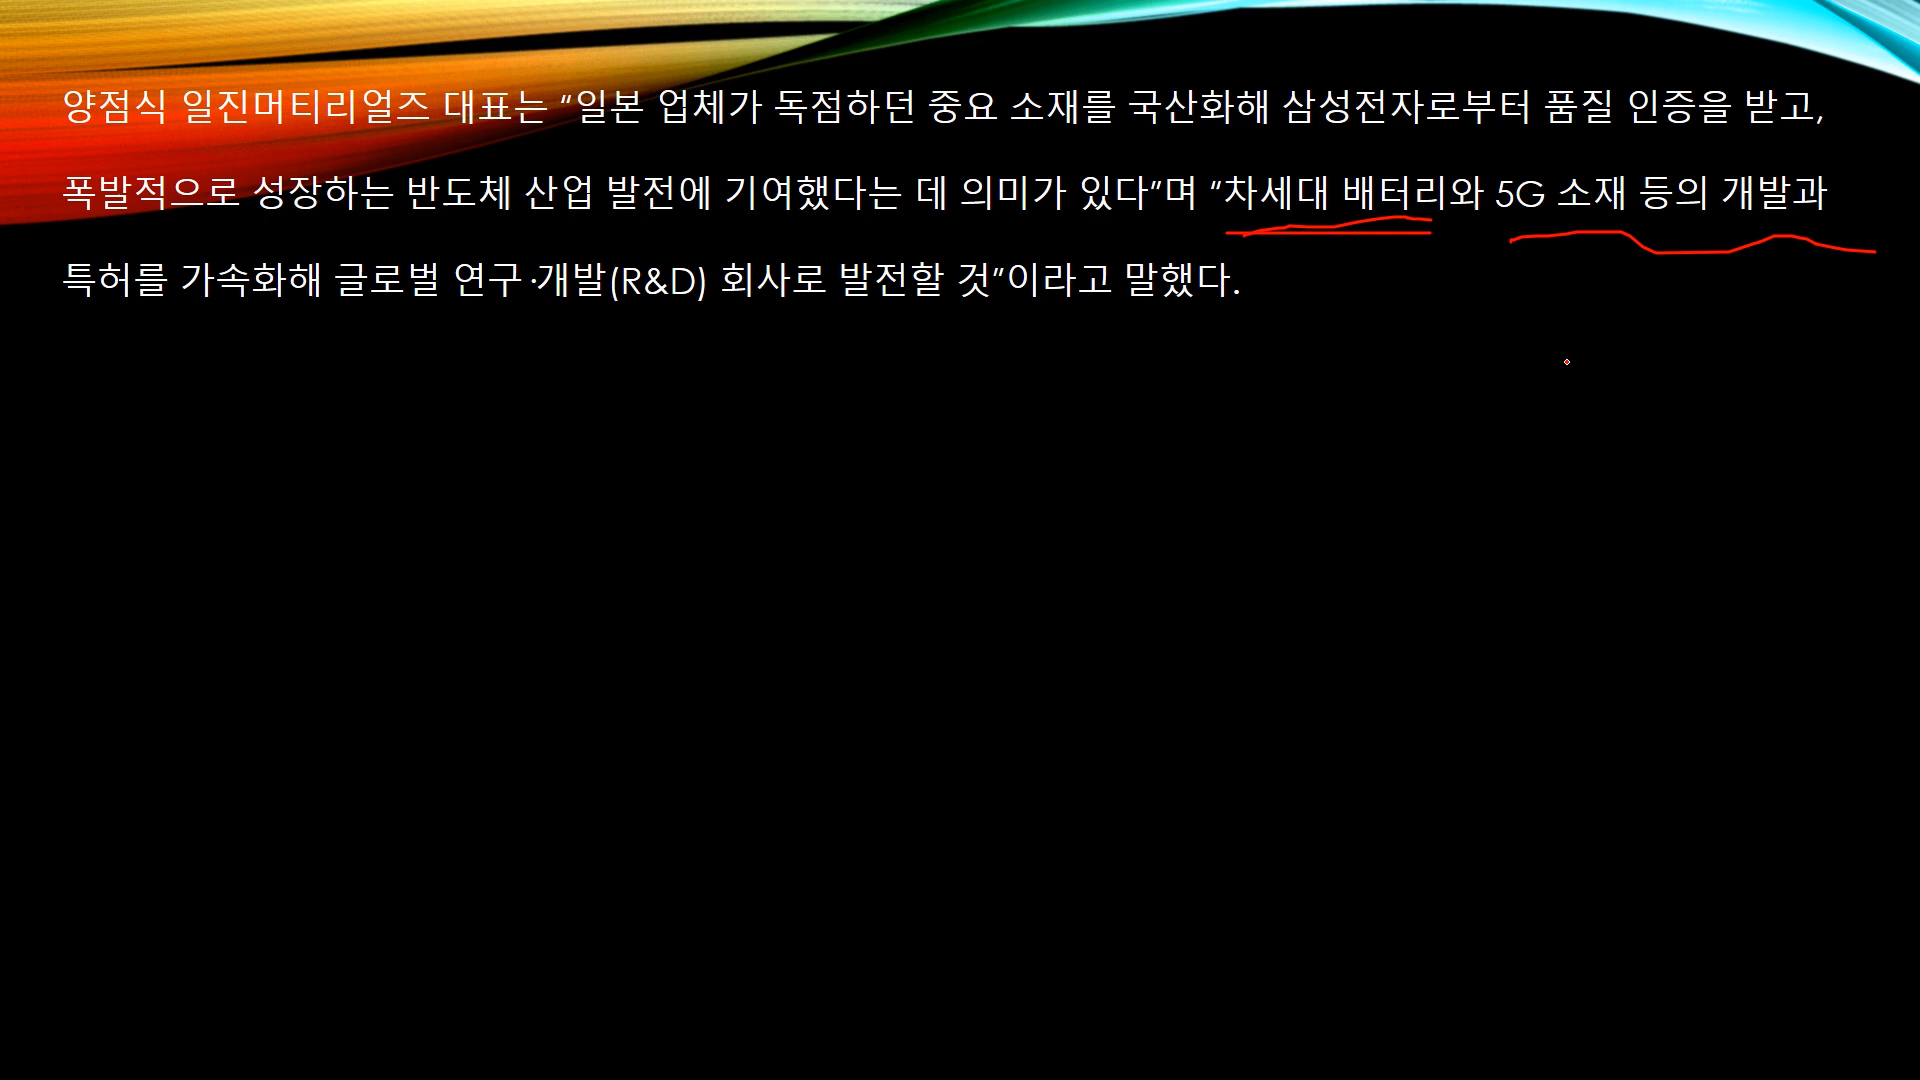 양점식 일진머티리얼즈 대표는 “일본 업체가 독점하던 중요 소재를 국산화해 삼성전자로부터 품질 인증을 받고,
폭발적으로 성장하는 반도체 산업 발전에 기여했다는 데 의미가 있다”며 “차세대 배터리와 5G 소재 등의 개발과
특허를 가속화해 글로벌 연구·개발(R&D) 회사로 발전할 것”이라고 말했다.